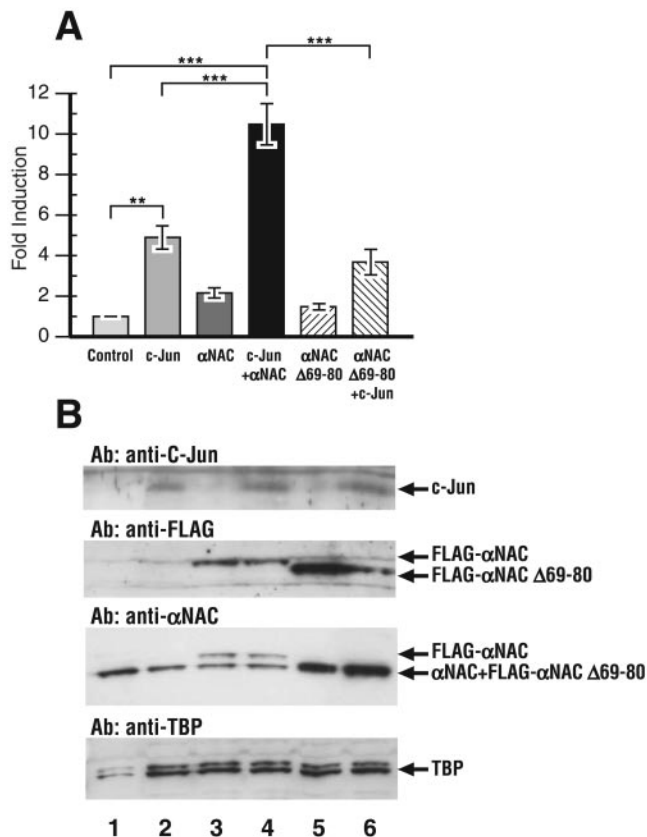 A
***
***
***
**
Fold Induction
12
10
8
6
4
2
0
Control
c-Jun
αNAC
c-Jun
+αNAC
αNAC
Δ69-80
αNAC
Δ69-80
+c-Jun
B
Ab: anti-C-Jun
c-Jun
Ab: anti-FLAG
FLAG-αNAC
FLAG-αNAC Δ69-80
Ab: anti-αNAC
FLAG-αNAC
αNAC+FLAG-αNAC Δ69-80
Ab: anti-TBP
TBP
1 2 3 4 5 6